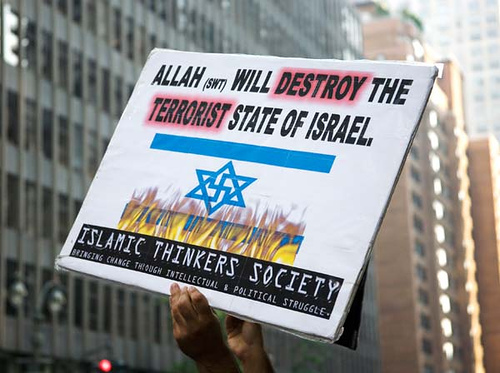 ALLAH (SWT) WILL DESTROY THE
TERRORIST STATE OF ISRAEL.
ISLAMIC THINKERS SOCIETY
BRINGING CHANGE THROUGH INTELLECTUAL & POLITICAL STRUGGLE.